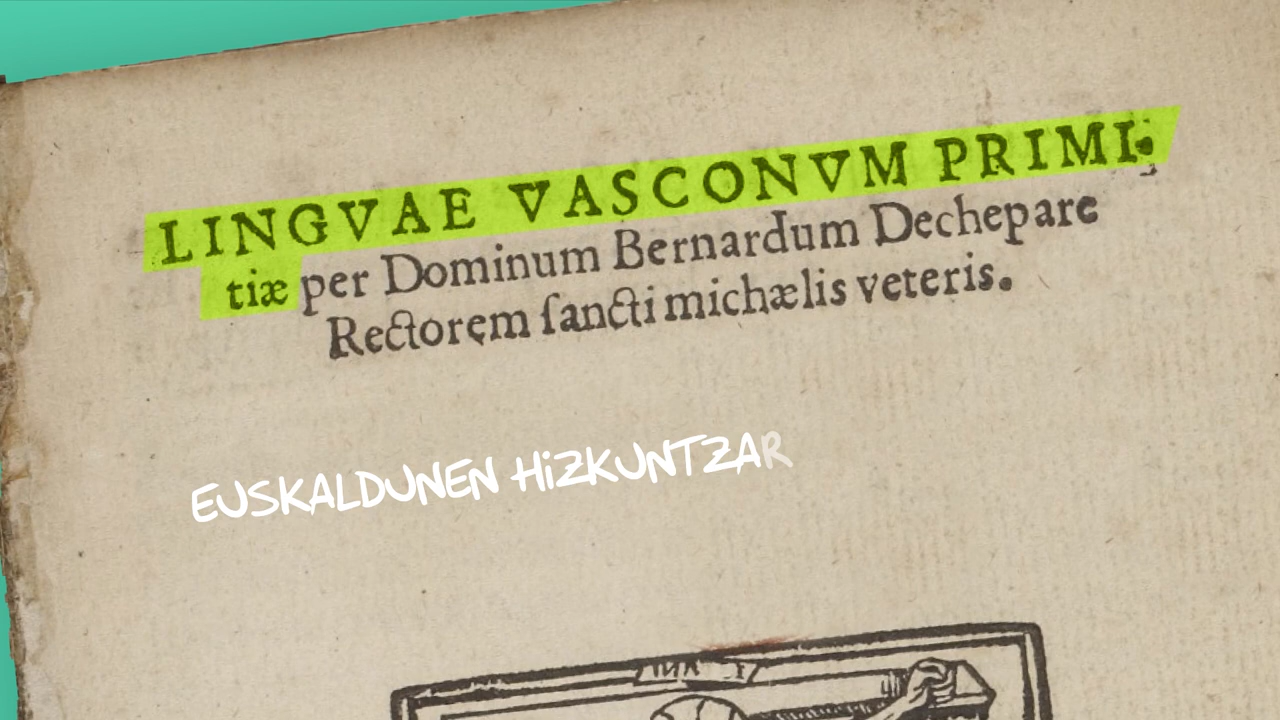 LINGVAE VASCONVM PRIMI-
tiæ per Dominum Bernardum Dechepare
Rectorem ſancti michælis veteris.
EUSKALDUNEN HiZKUNTZAR